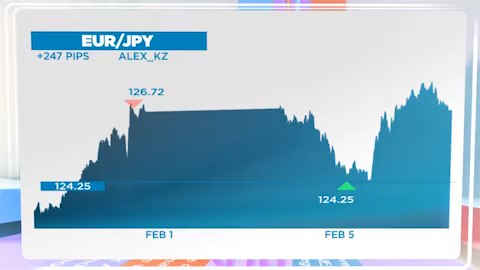 EUR/JPY
+247 PIPS ALEX_KZ
126.72
124.25
124.25
FEB 1 FEB 5